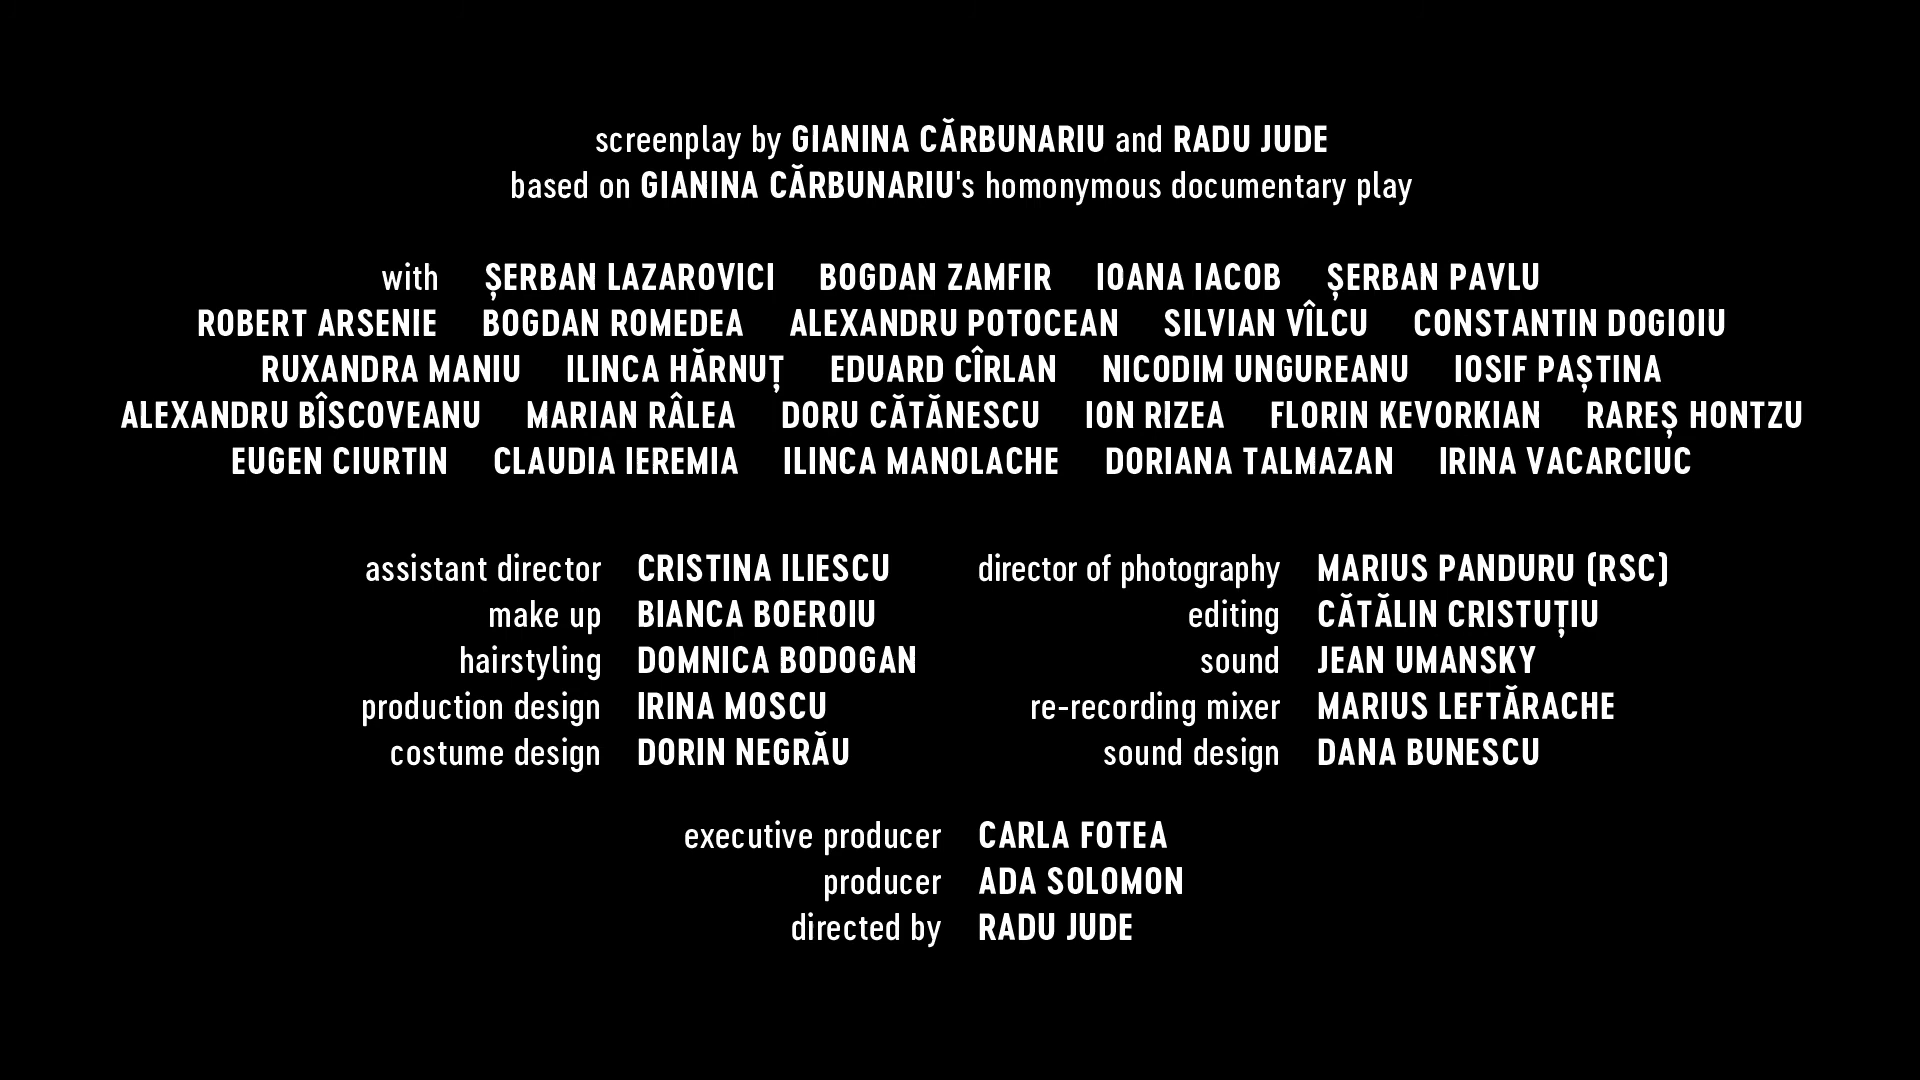 screenplay by GIANINA CĂRBUNARIU and RADU JUDE
based on GIANINA CĂRBUNARIU's homonymous documentary play
with ȘERBAN LAZAROVICI BOGDAN ZAMFIR IOANA IACOB ȘERBAN PAVLU
ROBERT ARSENIE BOGDAN ROMEDEA ALEXANDRU POTOCEAN SILVIAN VÎLCU CONSTANTIN DOGIOIU
RUXANDRA MANIU ILINCA HĂRNUȚ EDUARD CÎRLAN NICODIM UNGUREANU IOSIF PAȘTINA
ALEXANDRU BÎSCOVEANU MARIAN RÂLEA DORU CĂTĂNESCU ION RIZEA FLORIN KEVORKIAN RAREȘ HONTZU
EUGEN CIURTIN CLAUDIA IEREMIA ILINCA MANOLACHE DORIANA TALMAZAN IRINA VACARCIUC
assistant director CRISTINA ILIESCU
make up BIANCA BOEROIU
hairstyling DOMNICA BODOGAN
production design IRINA MOSCU
costume design DORIN NEGRĂU
director of photography MARIUS PANDURU (RSC)
editing CĂTĂLIN CRISTUȚIU
sound JEAN UMANSKY
re-recording mixer MARIUS LEFTĂRACHE
sound design DANA BUNESCU
executive producer CARLA FOTEA
producer ADA SOLOMON
directed by RADU JUDE